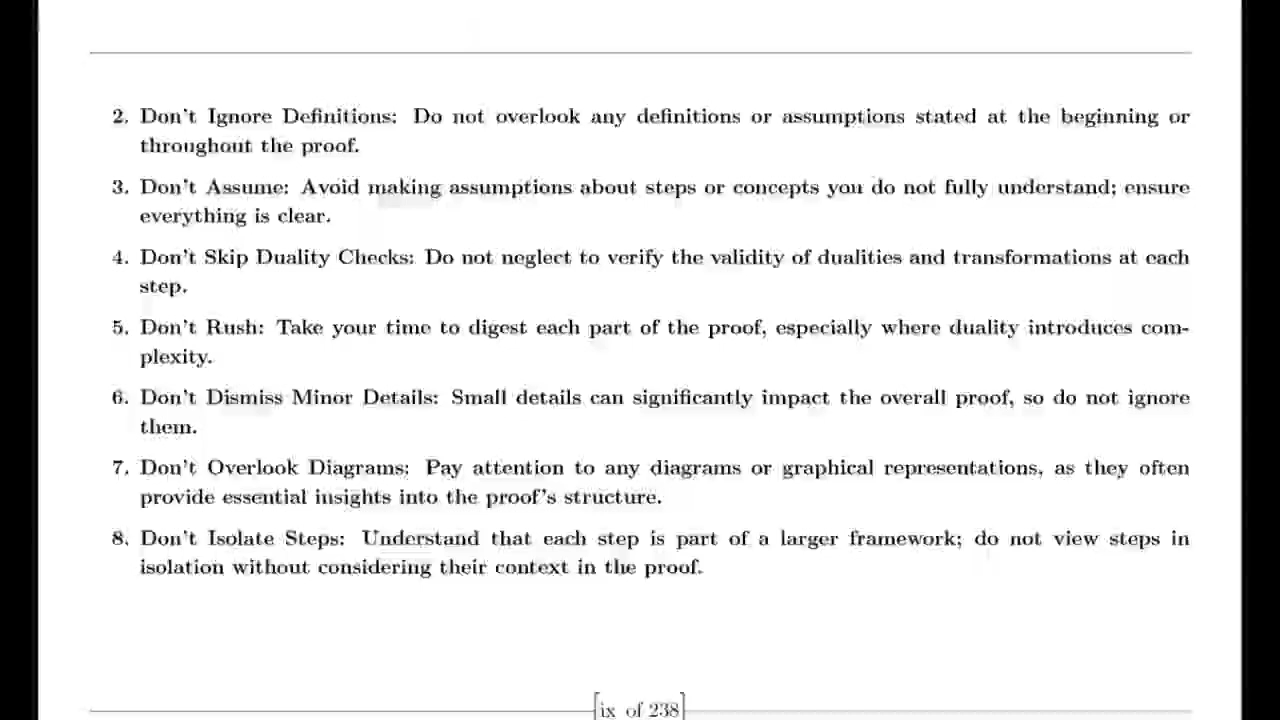 2. Don't Ignore Definitions: Do not overlook any definitions or assumptions stated at the beginning or
throughout the proof.
3. Don't Assume: Avoid making assumptions about steps or concepts you do not fully understand; ensure
everything is clear.
4. Don't Skip Duality Checks: Do not neglect to verify the validity of dualities and transformations at each
step.
5. Don't Rush: Take your time to digest each part of the proof, especially where duality introduces com-
plexity.
6. Don't Dismiss Minor Details: Small details can significantly impact the overall proof, so do not ignore
them.
7. Don't Overlook Diagrams: Pay attention to any diagrams or graphical representations, as they often
provide essential insights into the proof's structure.
8. Don't Isolate Steps: Understand that each step is part of a larger framework; do not view steps in
isolation without considering their context in the proof.
[ix of 238]